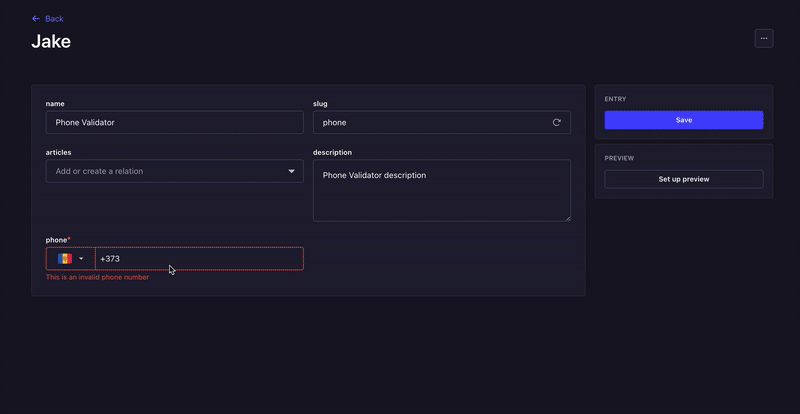 Back
Jake
...
name
Phone Validator
slug
phone
articles
Add or create a relation
description
Phone Validator description
phone*
+373
This is an invalid phone number
ENTRY
Save
PREVIEW
Set up preview